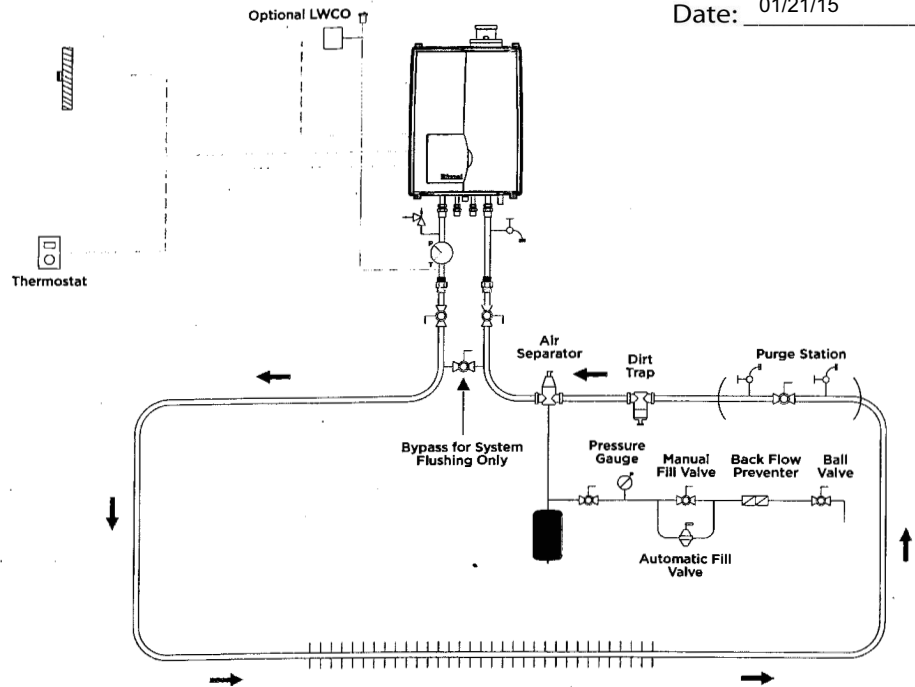 Optional LWCO
Date: 01/21/15
Rinnai
P
T
Thermostat
Air
Separator
Dirt
Trap
Purge Station
Bypass for System
Flushing Only
Pressure
Gauge
Manual
Fill Valve
Back Flow
Preventer
Ball
Valve
Automatic Fill
Valve